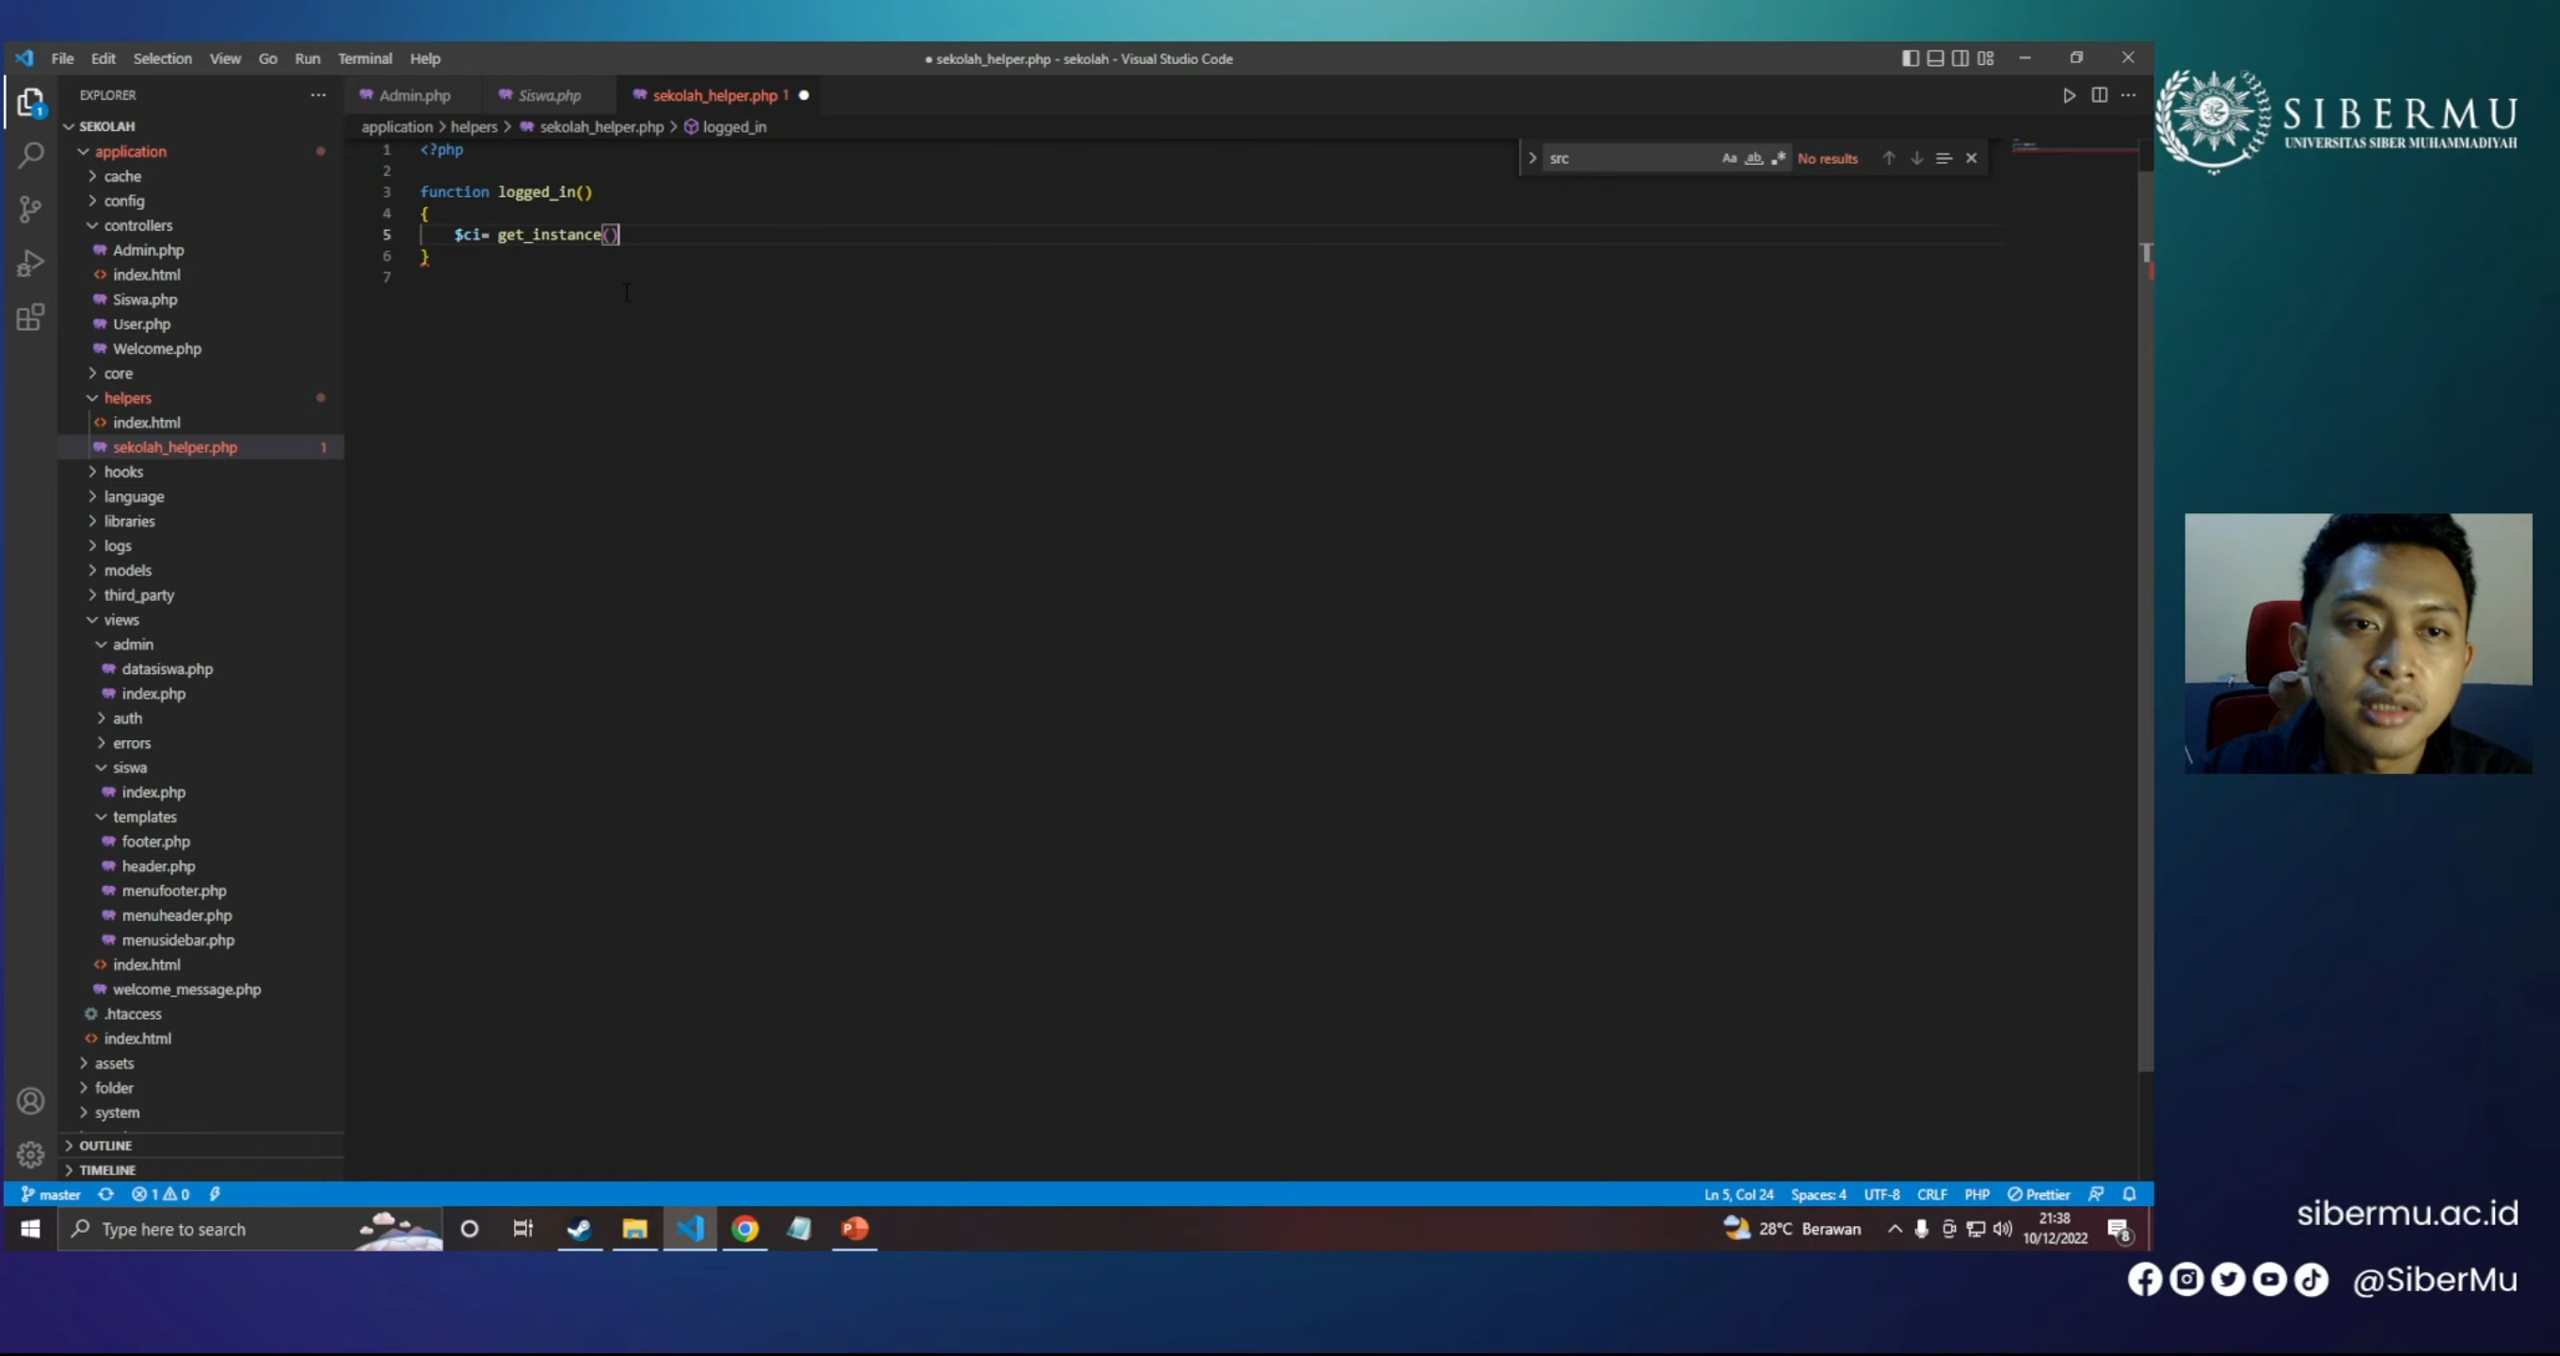 File Edit Selection View Go Run Terminal Help
● sekolah_helper.php - sekolah - Visual Studio Code
EXPLORER
SEKOLAH
application
cache
config
controllers
Admin.php
index.html
Siswa.php
User.php
Welcome.php
core
helpers
index.html
sekolah_helper.php 1
hooks
language
libraries
logs
models
third_party
views
admin
datasiswa.php
index.php
auth
errors
siswa
index.php
templates
footer.php
header.php
menufooter.php
menuheader.php
menusidebar.php
index.html
welcome_message.php
.htaccess
index.html
assets
folder
system
OUTLINE
TIMELINE
Admin.php Siswa.php sekolah_helper.php 1
application > helpers > sekolah_helper.php > logged_in
src Aa ab No results
1 <?php
2
3 function logged_in()
4 {
5 $ci= get_instance()
6 }
7
master 1 0 Ln 5, Col 24 Spaces: 4 UTF-8 CRLF PHP Prettier
Type here to search 28°C Berawan 21:38
10/12/2022 8
SIBERMU
UNIVERSITAS SIBER MUHAMMADIYAH
sibermu.ac.id
@SiberMu